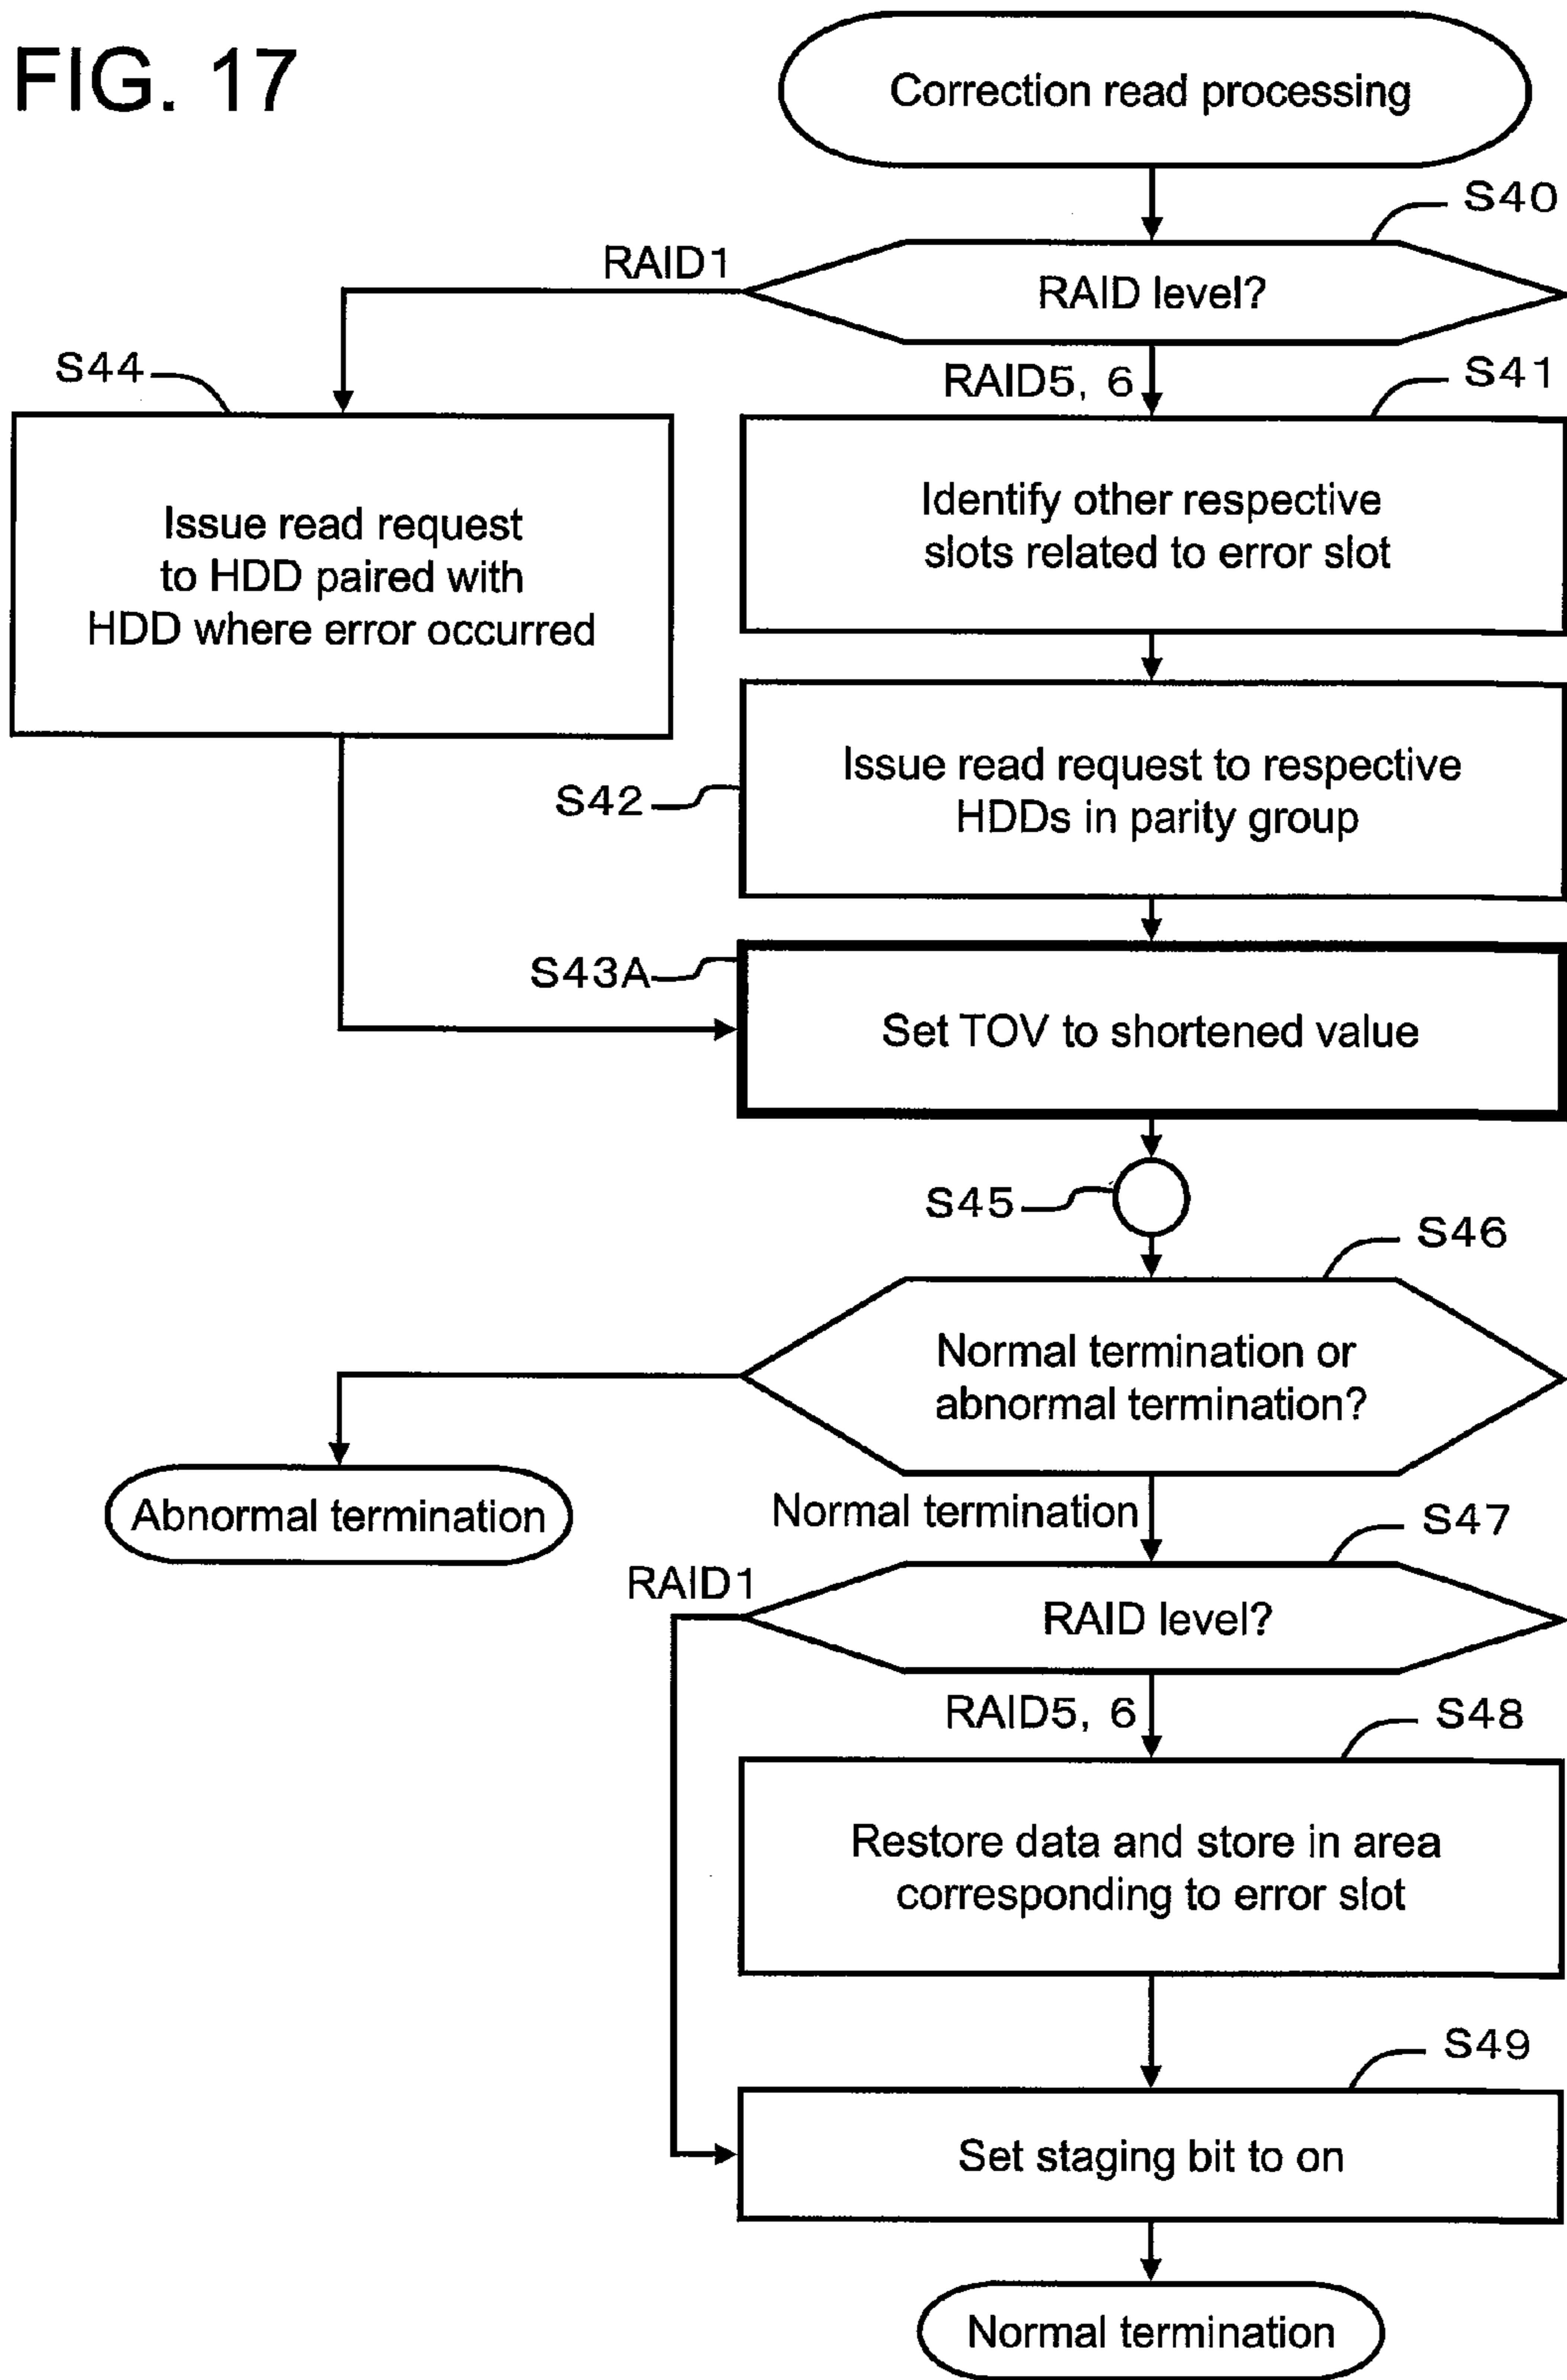 FIG. 17
Correction read processing
S40
RAID1
RAID level?
S44
RAID5, 6
S41
Issue read request
to HDD paired with
HDD where error occurred
Identify other respective
slots related to error slot
S42
Issue read request to respective
HDDs in parity group
S43A
Set TOV to shortened value
S45
S46
Normal termination or
abnormal termination?
Abnormal termination
Normal termination
S47
RAID1
RAID level?
RAID5, 6
S48
Restore data and store in area
corresponding to error slot
S49
Set staging bit to on
Normal termination